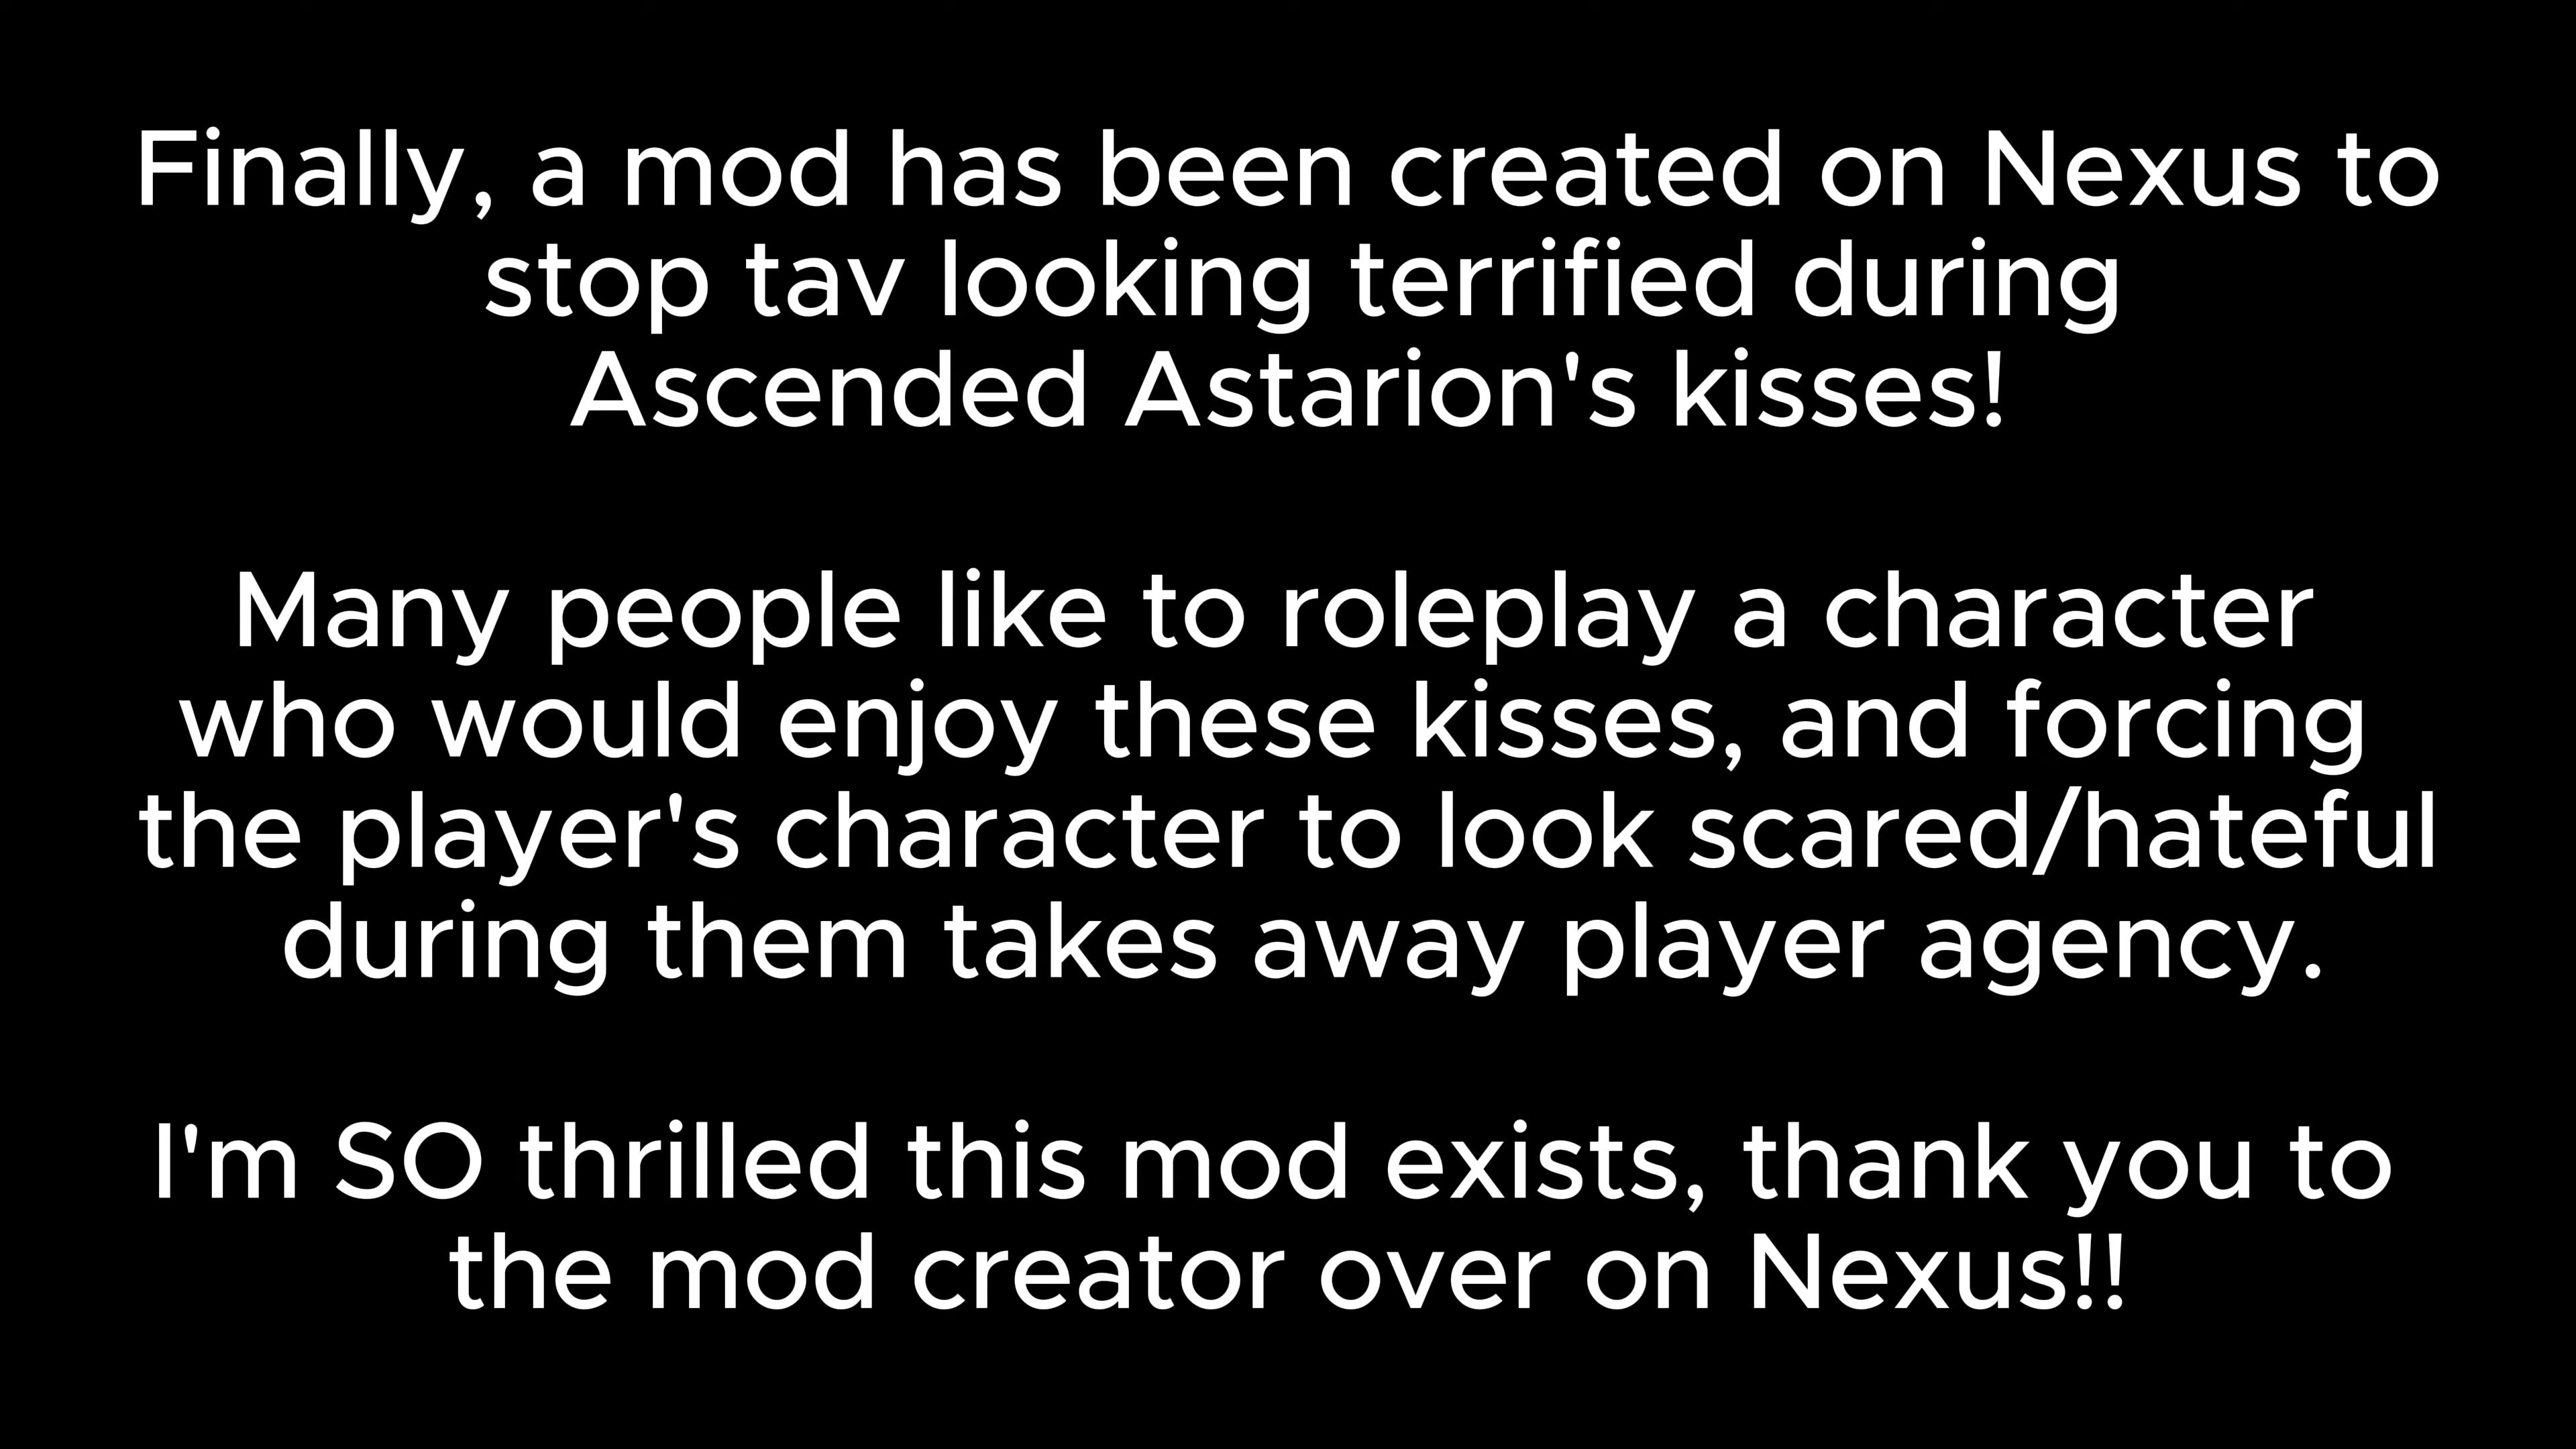 Finally, a mod has been created on Nexus to
stop tav looking terrified during
Ascended Astarion's kisses!
Many people like to roleplay a character
who would enjoy these kisses, and forcing
the player's character to look scared/hateful
during them takes away player agency.
I'm SO thrilled this mod exists, thank you to
the mod creator over on Nexus!!